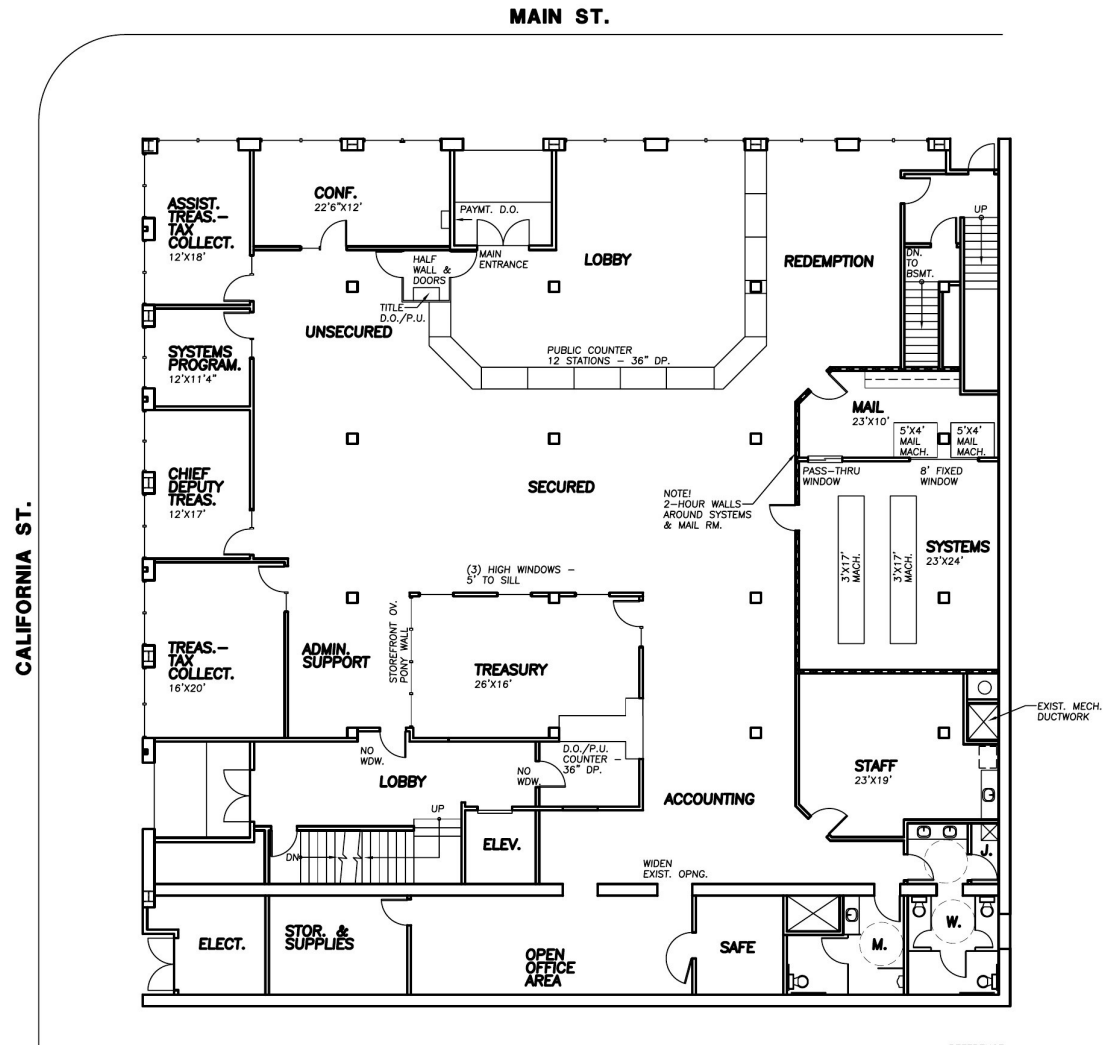 MAIN ST.
CALIFORNIA ST.
ASSIST.
TREAS.–
TAX
COLLECT.
12'X18'
CONF.
22'6"X12'
PAYMT. D.O.
MAIN
ENTRANCE
HALF
WALL &
DOORS
TITLE
D.O./P.U.
LOBBY
REDEMPTION
UP
DN.
TO
BSMT.
UNSECURED
SYSTEMS
PROGRAM.
12'X11'4"
PUBLIC COUNTER
12 STATIONS – 36" DP.
MAIL
23'X10'
5'X4'
MAIL
MACH.
5'X4'
MAIL
MACH.
CHIEF
DEPUTY
TREAS.
12'X17'
SECURED
NOTE!
2-HOUR WALLS
AROUND SYSTEMS
& MAIL RM.
PASS-THRU
WINDOW
8' FIXED
WINDOW
3'X17'
MACH.
3'X17'
MACH.
SYSTEMS
23'X24'
(3) HIGH WINDOWS –
5' TO SILL
STOREFRONT OV.
PONY WALL
TREAS.–
TAX
COLLECT.
16'X20'
ADMIN.
SUPPORT
TREASURY
26'X16'
EXIST. MECH.
DUCTWORK
NO
WDW.
LOBBY
NO
WDW.
D.O./P.U.
COUNTER –
36" DP.
STAFF
23'X19'
ACCOUNTING
UP
DN
ELEV.
WIDEN
EXIST. OPNG.
J.
ELECT.
STOR. &
SUPPLIES
OPEN
OFFICE
AREA
SAFE
M.
W.